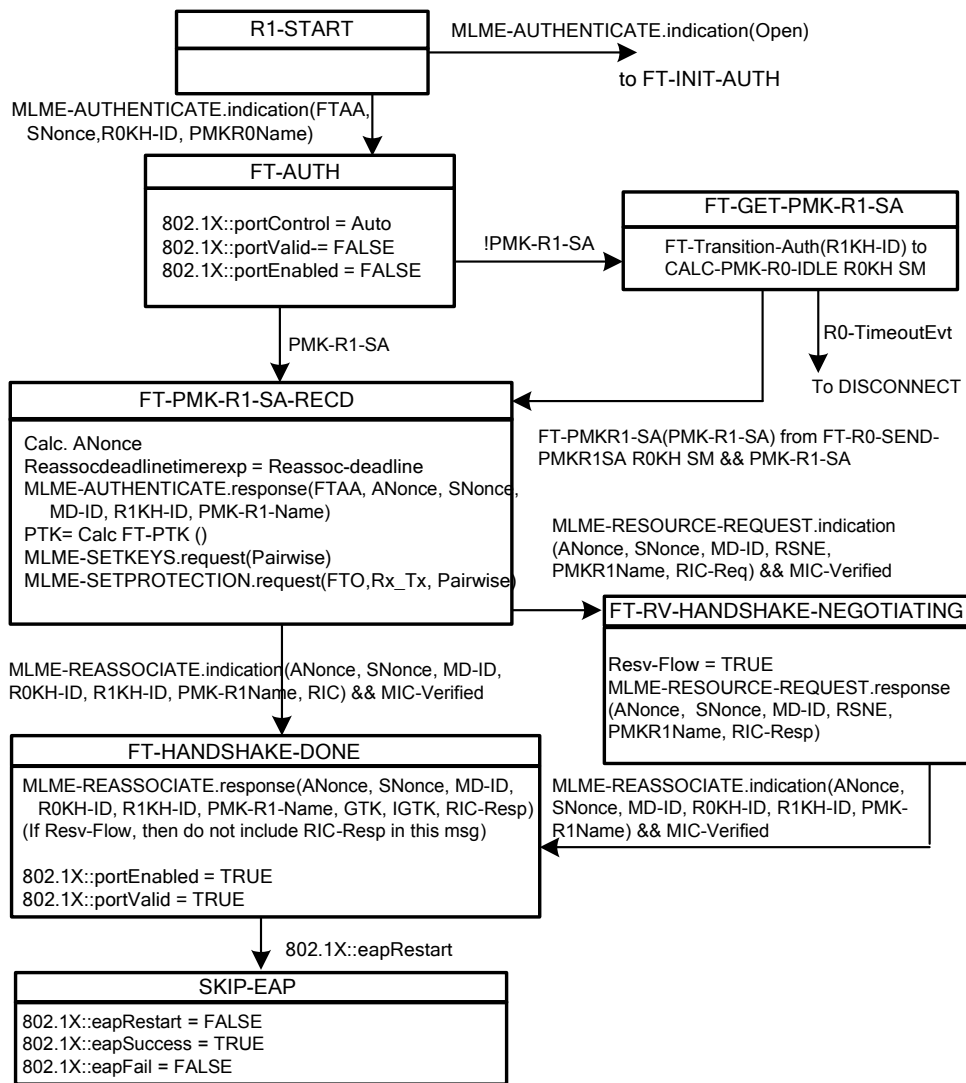 R1-START
MLME-AUTHENTICATE.indication(Open)
to FT-INIT-AUTH
MLME-AUTHENTICATE.indication(FTAA,
SNonce,R0KH-ID, PMKR0Name)
FT-AUTH
802.1X::portControl = Auto
802.1X::portValid-= FALSE
802.1X::portEnabled = FALSE
!PMK-R1-SA
FT-GET-PMK-R1-SA
FT-Transition-Auth(R1KH-ID) to
CALC-PMK-R0-IDLE R0KH SM
PMK-R1-SA
R0-TimeoutEvt
To DISCONNECT
FT-PMK-R1-SA-RECD
Calc. ANonce
Reassocdeadlinetimerexp = Reassoc-deadline
MLME-AUTHENTICATE.response(FTAA, ANonce, SNonce,
MD-ID, R1KH-ID, PMK-R1-Name)
PTK= Calc FT-PTK ()
MLME-SETKEYS.request(Pairwise)
MLME-SETPROTECTION.request(FTO,Rx_Tx, Pairwise)
FT-PMKR1-SA(PMK-R1-SA) from FT-R0-SEND-
PMKR1SA R0KH SM && PMK-R1-SA
MLME-RESOURCE-REQUEST.indication
(ANonce, SNonce, MD-ID, RSNE,
PMKR1Name, RIC-Req) && MIC-Verified
FT-RV-HANDSHAKE-NEGOTIATING
Resv-Flow = TRUE
MLME-RESOURCE-REQUEST.response
(ANonce, SNonce, MD-ID, RSNE,
PMKR1Name, RIC-Resp)
MLME-REASSOCIATE.indication(ANonce, SNonce, MD-ID,
R0KH-ID, R1KH-ID, PMK-R1Name, RIC) && MIC-Verified
FT-HANDSHAKE-DONE
MLME-REASSOCIATE.response(ANonce, SNonce, MD-ID,
R0KH-ID, R1KH-ID, PMK-R1-Name, GTK, IGTK, RIC-Resp)
(If Resv-Flow, then do not include RIC-Resp in this msg)
802.1X::portEnabled = TRUE
802.1X::portValid = TRUE
MLME-REASSOCIATE.indication(ANonce,
SNonce, MD-ID, R0KH-ID, R1KH-ID, PMK-
R1Name) && MIC-Verified
802.1X::eapRestart
SKIP-EAP
802.1X::eapRestart = FALSE
802.1X::eapSuccess = TRUE
802.1X::eapFail = FALSE